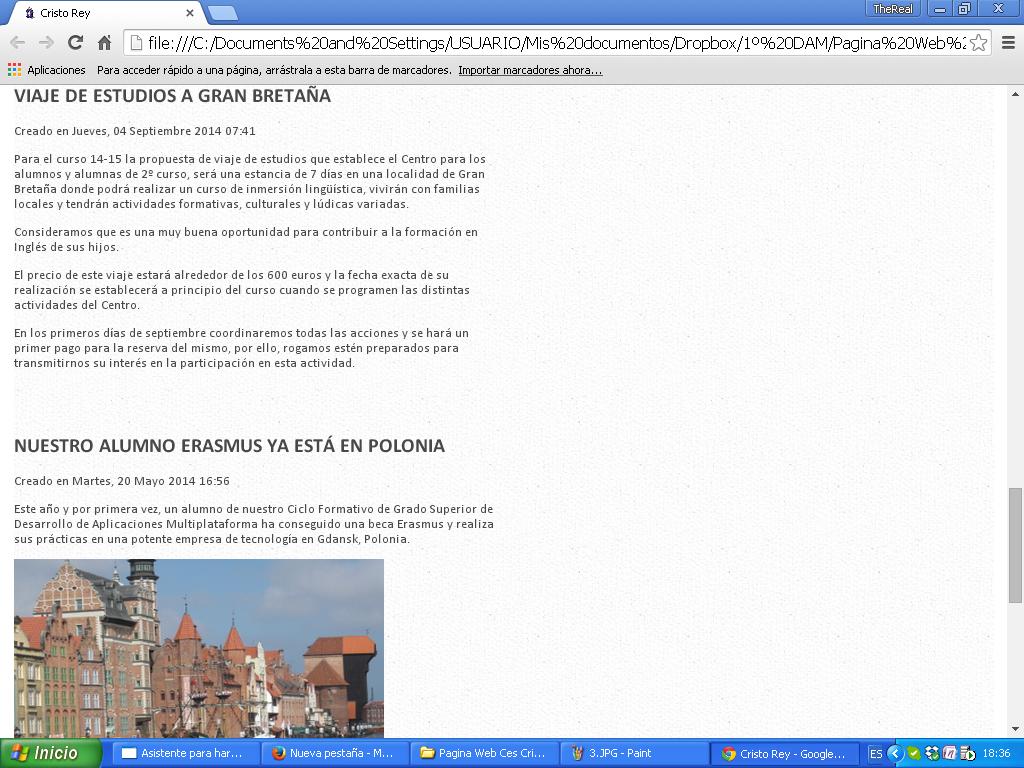 Cristo Rey
TheReal
file:///C:/Documents%20and%20Settings/USUARIO/Mis%20documentos/Dropbox/1º%20DAM/Pagina%20Web%2
Aplicaciones Para acceder rápido a una página, arrástrala a esta barra de marcadores. Importar marcadores ahora...
VIAJE DE ESTUDIOS A GRAN BRETAÑA
Creado en Jueves, 04 Septiembre 2014 07:41
Para el curso 14-15 la propuesta de viaje de estudios que establece el Centro para los
alumnos y alumnas de 2º curso, será una estancia de 7 días en una localidad de Gran
Bretaña donde podrá realizar un curso de inmersión lingüística, vivirán con familias
locales y tendrán actividades formativas, culturales y lúdicas variadas.
Consideramos que es una muy buena oportunidad para contribuir a la formación en
Inglés de sus hijos.
El precio de este viaje estará alrededor de los 600 euros y la fecha exacta de su
realización se establecerá a principio del curso cuando se programen las distintas
actividades del Centro.
En los primeros días de septiembre coordinaremos todas las acciones y se hará un
primer pago para la reserva del mismo, por ello, rogamos estén preparados para
transmitirnos su interés en la participación en esta actividad.
NUESTRO ALUMNO ERASMUS YA ESTÁ EN POLONIA
Creado en Martes, 20 Mayo 2014 16:56
Este año y por primera vez, un alumno de nuestro Ciclo Formativo de Grado Superior de
Desarrollo de Aplicaciones Multiplataforma ha conseguido una beca Erasmus y realiza
sus prácticas en una potente empresa de tecnología en Gdansk, Polonia.
Inicio Asistente para har... Nueva pestaña - M... Pagina Web Ces Cri... 3.JPG - Paint Cristo Rey - Google... ES 18:36